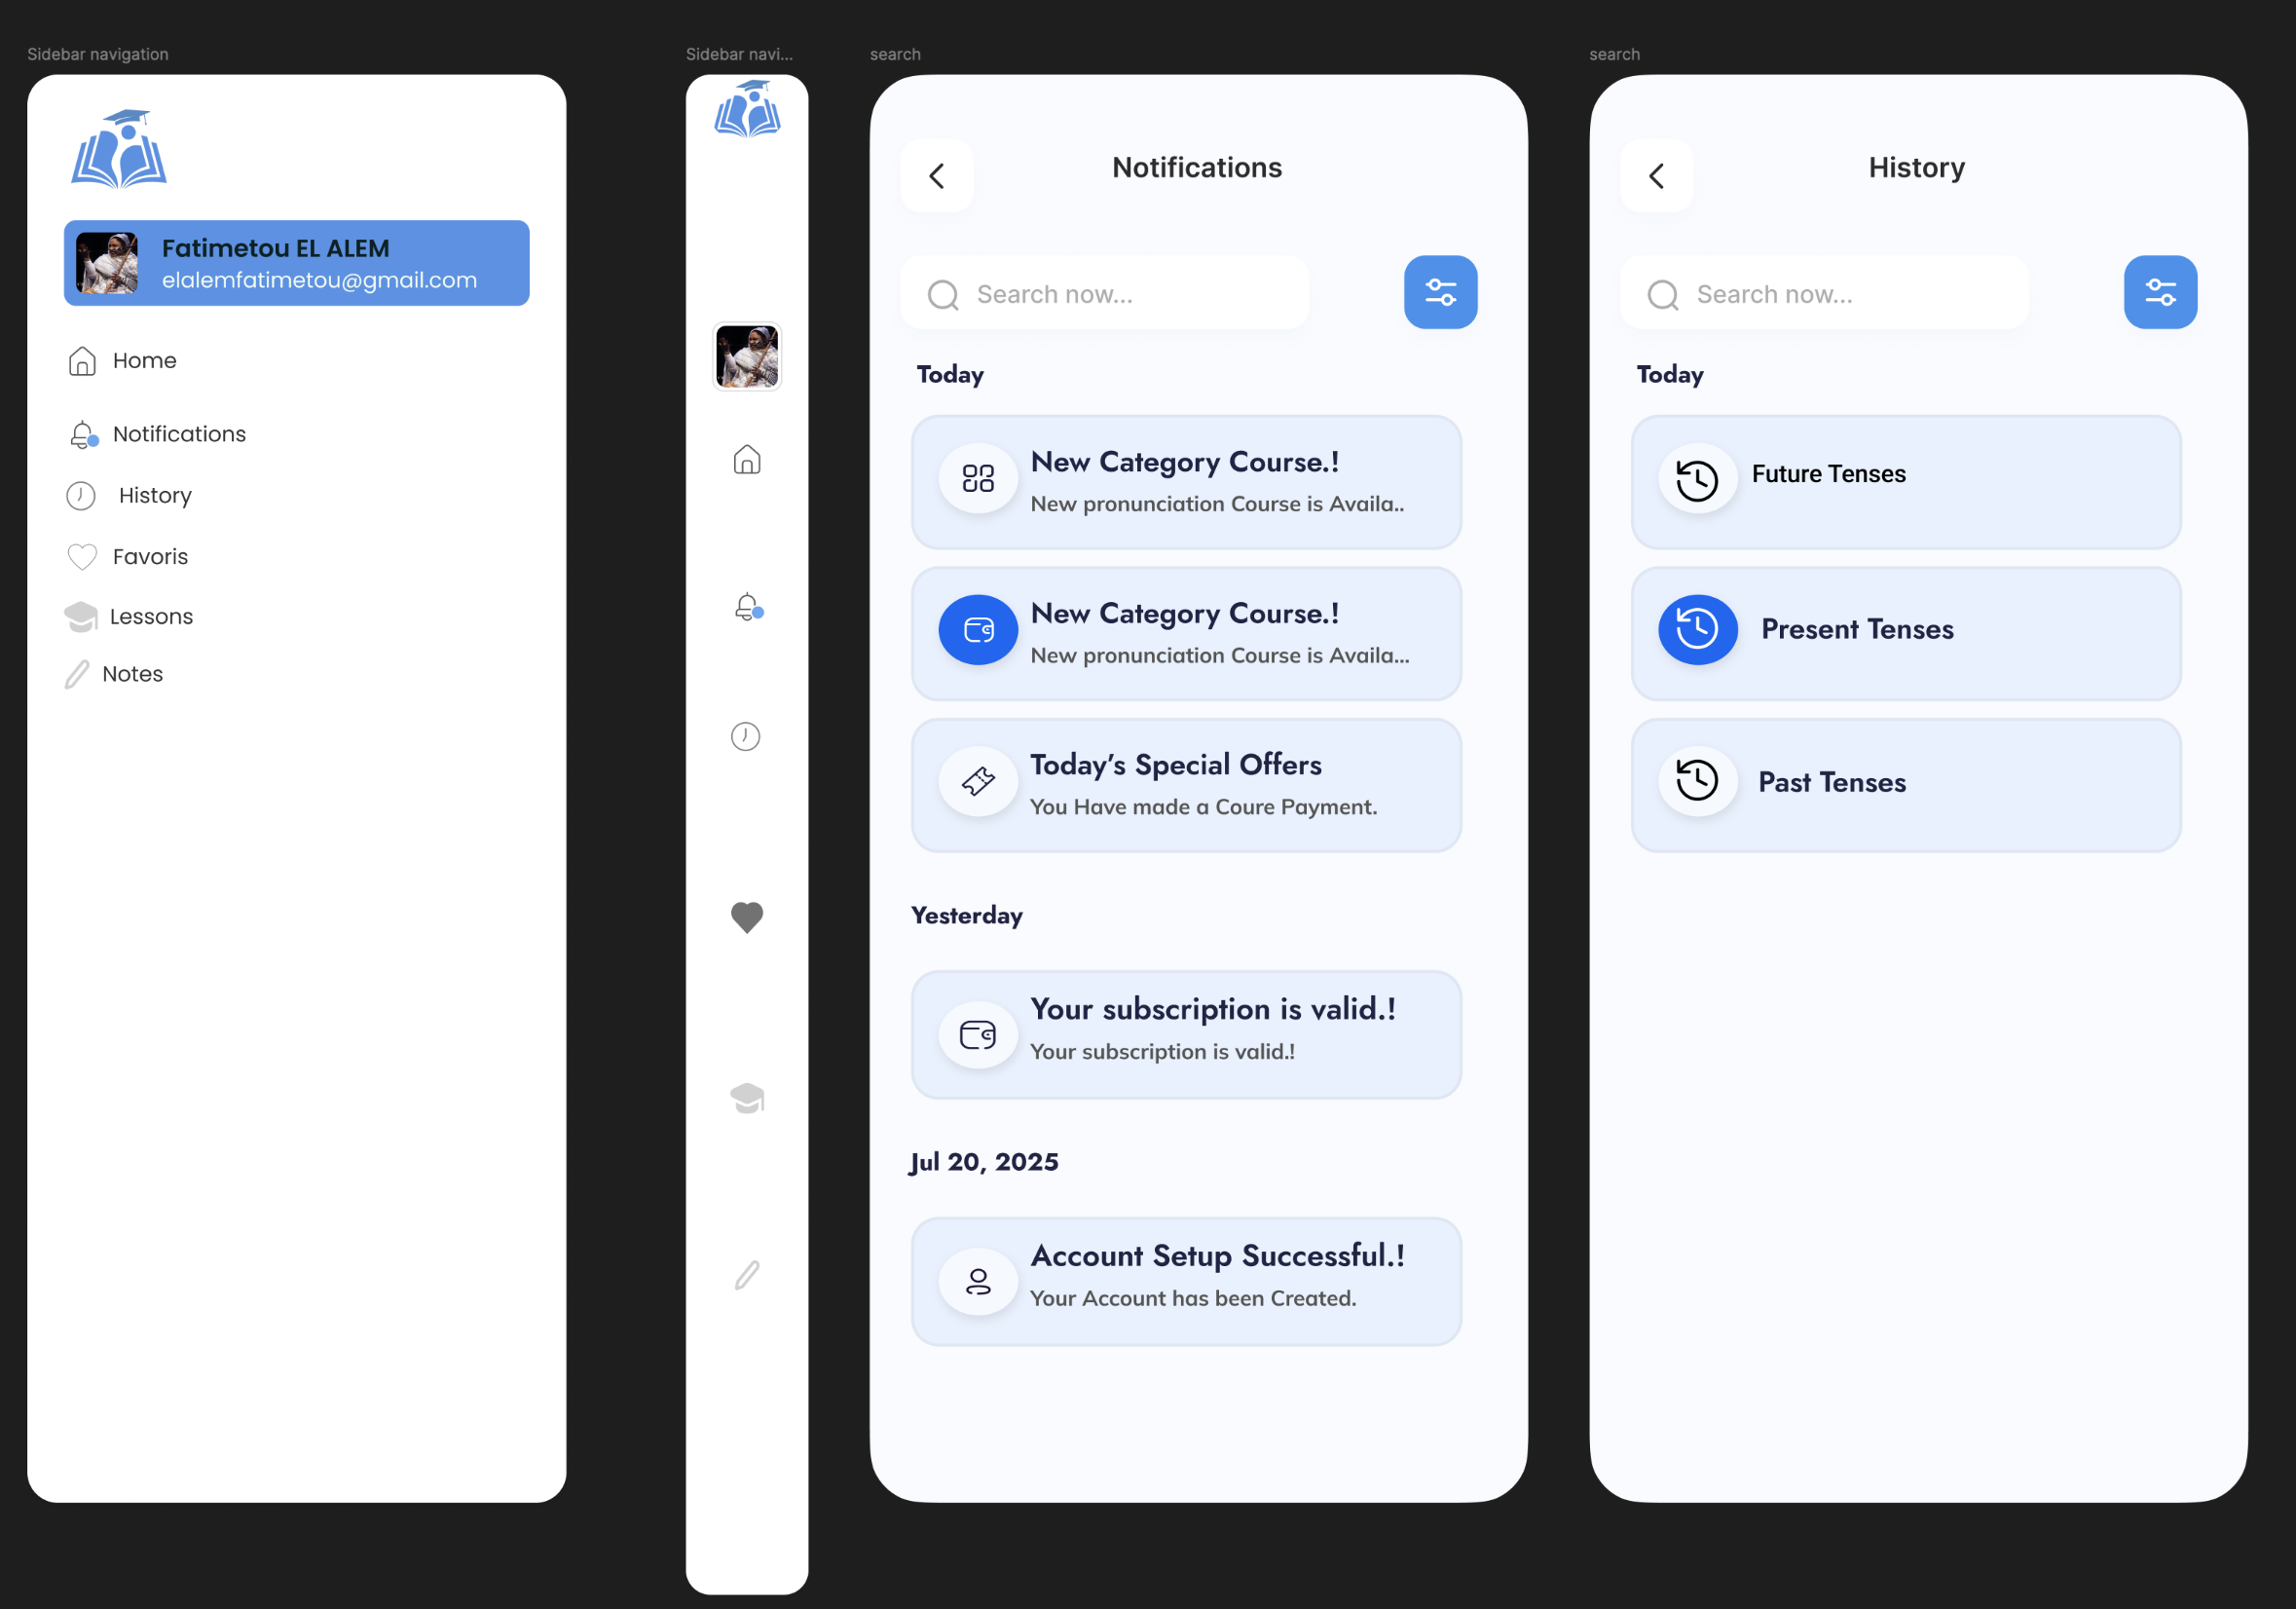 Sidebar navigation
Fatimetou EL ALEM
elalemfatimetou@gmail.com
Home
Notifications
History
Favoris
Lessons
Notes
Sidebar navi...
search
Notifications
Search now...
Today
New Category Course.!
New pronunciation Course is Availa..
New Category Course.!
New pronunciation Course is Availa...
Today’s Special Offers
You Have made a Coure Payment.
Yesterday
Your subscription is valid.!
Your subscription is valid.!
Jul 20, 2025
Account Setup Successful.!
Your Account has been Created.
search
History
Search now...
Today
Future Tenses
Present Tenses
Past Tenses